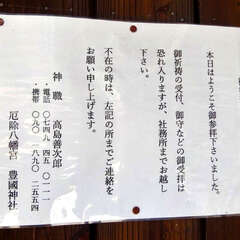 本日はようこそ御参拝下さいました。
御祈祷の受付、御守などの御受拝は
恐れ入りますが、社務所までお越し
下さい。
不在の時は、左記の所までご連絡を
お願い申し上げます。
神職 高島善次郎
・電話 〇七四五 四五 〇一一
・携帯 〇九〇 八九〇 二五五四
厄除八幡宮 豊國神社